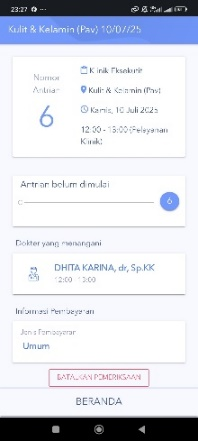 23:27
Kulit & Kelamin (Pav) 10/07/25
Nomor
Antrian
6
Klinik Eksekutif
Kulit & Kelamin (Pav)
Kamis, 10 Juli 2025
12:00 - 13:00 (Pelayanan
Klinik)
Antrian belum dimulai
0
6
Dokter yang menangani
DHITA KARINA, dr, Sp.KK
12:00 - 13:00
Informasi Pembayaran
Jenis Pembayaran
Umum
BATALKAN PEMERIKSAAN
BERANDA